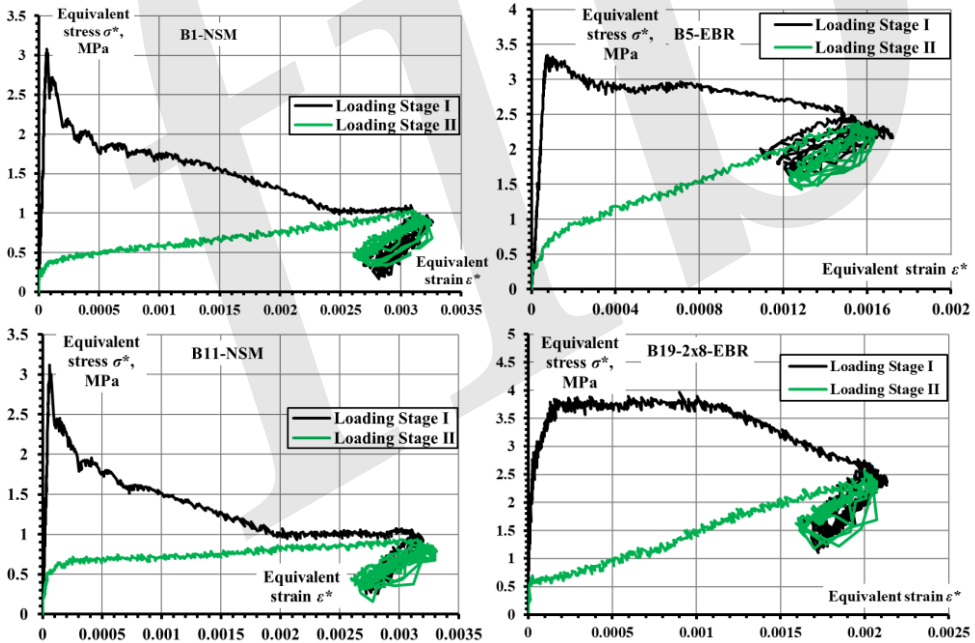 Equivalent
stress σ*,
MPa
B1-NSM
Loading Stage I
Loading Stage II
Equivalent
strain ε*
3.5
3
2.5
2
1.5
1
0.5
0
0 0.0005 0.001 0.0015 0.002 0.0025 0.003 0.0035
Equivalent
stress σ*,
MPa
B5-EBR
Loading Stage I
Loading Stage II
Equivalent strain ε*
4
3.5
3
2.5
2
1.5
1
0.5
0
0 0.0004 0.0008 0.0012 0.0016 0.002
Equivalent
stress σ*,
MPa
B11-NSM
Loading Stage I
Loading Stage II
Equivalent
strain ε*
3.5
3
2.5
2
1.5
1
0.5
0
0 0.0005 0.001 0.0015 0.002 0.0025 0.003 0.0035
Equivalent
stress σ*,
MPa
B19-2x8-EBR
Loading Stage I
Loading Stage II
Equivalent strain ε*
5
4.5
4
3.5
3
2.5
2
1.5
1
0.5
0
0 0.0005 0.001 0.0015 0.002 0.0025